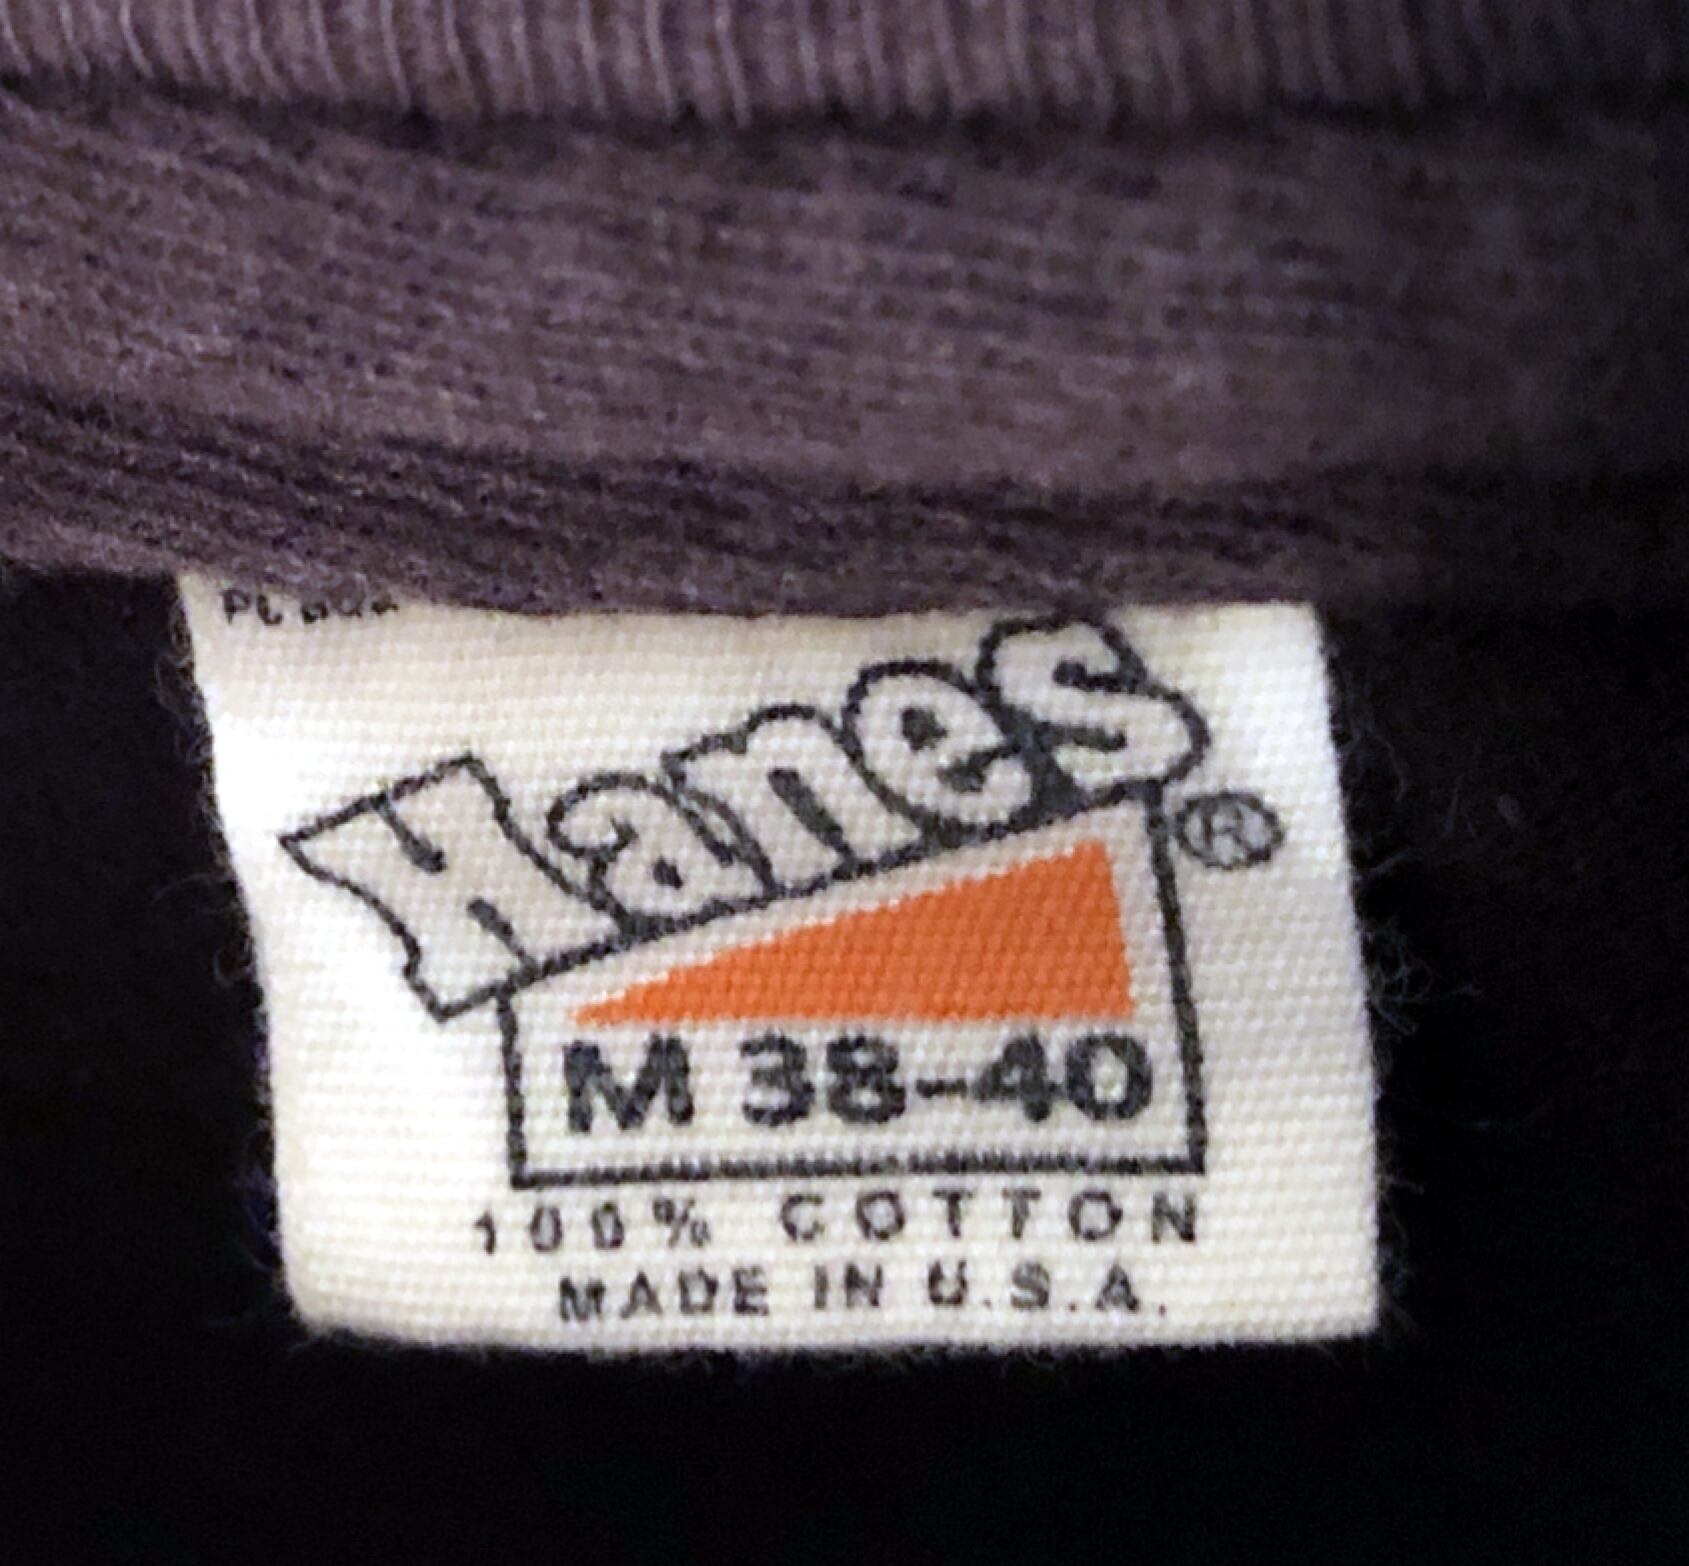 Hanes®
M 38-40
100% COTTON
MADE IN U.S.A.